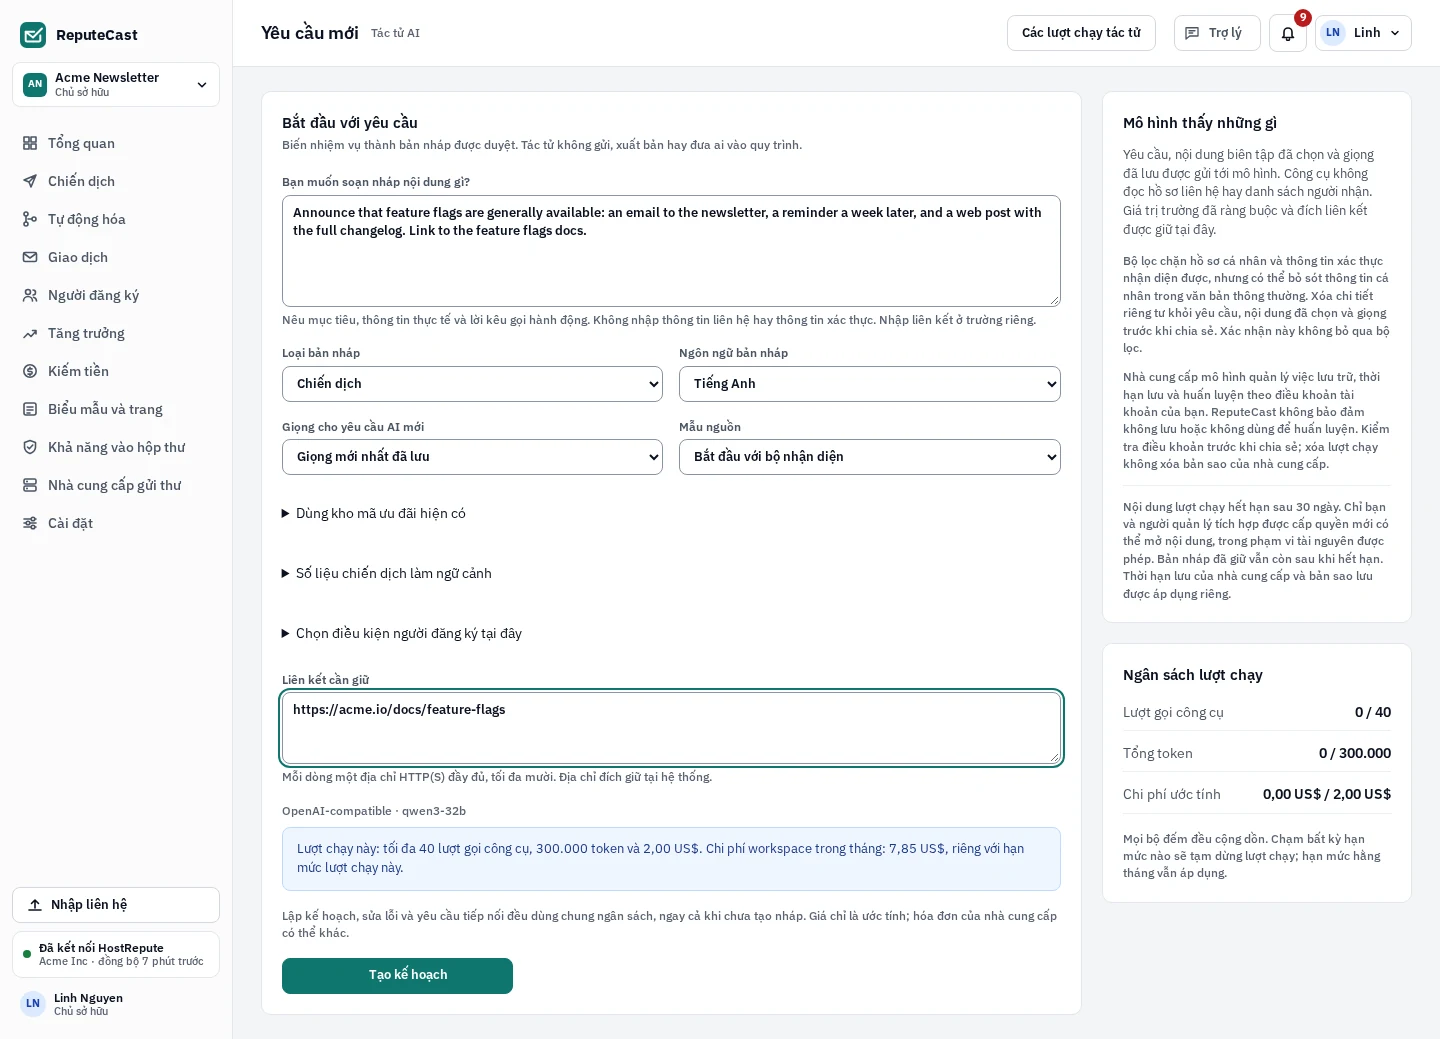 ReputeCast
AN
Acme Newsletter
Chủ sở hữu
Tổng quan
Chiến dịch
Tự động hóa
Giao dịch
Người đăng ký
Tăng trưởng
Kiếm tiền
Biểu mẫu và trang
Khả năng vào hộp thư
Nhà cung cấp gửi thư
Cài đặt
Nhập liên hệ
Đã kết nối HostRepute
Acme Inc · đồng bộ 7 phút trước
LN
Linh Nguyen
Chủ sở hữu
Yêu cầu mới
Tác tử AI
Các lượt chạy tác tử
Trợ lý
9
LN
Linh
Bắt đầu với yêu cầu
Biến nhiệm vụ thành bản nháp được duyệt. Tác tử không gửi, xuất bản hay đưa ai vào quy trình.
Bạn muốn soạn nháp nội dung gì?
Announce that feature flags are generally available: an email to the newsletter, a reminder a week later, and a web post with
the full changelog. Link to the feature flags docs.
Nêu mục tiêu, thông tin thực tế và lời kêu gọi hành động. Không nhập thông tin liên hệ hay thông tin xác thực. Nhập liên kết ở trường riêng.
Loại bản nháp
Ngôn ngữ bản nháp
Chiến dịch
Tiếng Anh
Giọng cho yêu cầu AI mới
Mẫu nguồn
Giọng mới nhất đã lưu
Bắt đầu với bộ nhận diện
Dùng kho mã ưu đãi hiện có
Số liệu chiến dịch làm ngữ cảnh
Chọn điều kiện người đăng ký tại đây
Liên kết cần giữ
https://acme.io/docs/feature-flags
Mỗi dòng một địa chỉ HTTP(S) đầy đủ, tối đa mười. Địa chỉ đích giữ tại hệ thống.
OpenAI-compatible · qwen3-32b
Lượt chạy này: tối đa 40 lượt gọi công cụ, 300.000 token và 2,00 US$. Chi phí workspace trong tháng: 7,85 US$, riêng với hạn
mức lượt chạy này.
Lập kế hoạch, sửa lỗi và yêu cầu tiếp nối đều dùng chung ngân sách, ngay cả khi chưa tạo nháp. Giá chỉ là ước tính; hóa đơn của nhà cung cấp
có thể khác.
Tạo kế hoạch
Mô hình thấy những gì
Yêu cầu, nội dung biên tập đã chọn và giọng
đã lưu được gửi tới mô hình. Công cụ không
đọc hồ sơ liên hệ hay danh sách người nhận.
Giá trị trường đã ràng buộc và đích liên kết
được giữ tại đây.
Bộ lọc chặn hồ sơ cá nhân và thông tin xác thực
nhận diện được, nhưng có thể bỏ sót thông tin cá
nhân trong văn bản thông thường. Xóa chi tiết
riêng tư khỏi yêu cầu, nội dung đã chọn và giọng
trước khi chia sẻ. Xác nhận này không bỏ qua bộ
lọc.
Nhà cung cấp mô hình quản lý việc lưu trữ, thời
hạn lưu và huấn luyện theo điều khoản tài
khoản của bạn. ReputeCast không bảo đảm
không lưu hoặc không dùng để huấn luyện. Kiểm
tra điều khoản trước khi chia sẻ; xóa lượt chạy
không xóa bản sao của nhà cung cấp.
Nội dung lượt chạy hết hạn sau 30 ngày. Chỉ bạn
và người quản lý tích hợp được cấp quyền mới có
thể mở nội dung, trong phạm vi tài nguyên được
phép. Bản nháp đã giữ vẫn còn sau khi hết hạn.
Thời hạn lưu của nhà cung cấp và bản sao lưu
được áp dụng riêng.
Ngân sách lượt chạy
Lượt gọi công cụ
0 / 40
Tổng token
0 / 300.000
Chi phí ước tính
0,00 US$ / 2,00 US$
Mọi bộ đếm đều cộng dồn. Chạm bất kỳ hạn
mức nào sẽ tạm dừng lượt chạy; hạn mức hằng
tháng vẫn áp dụng.